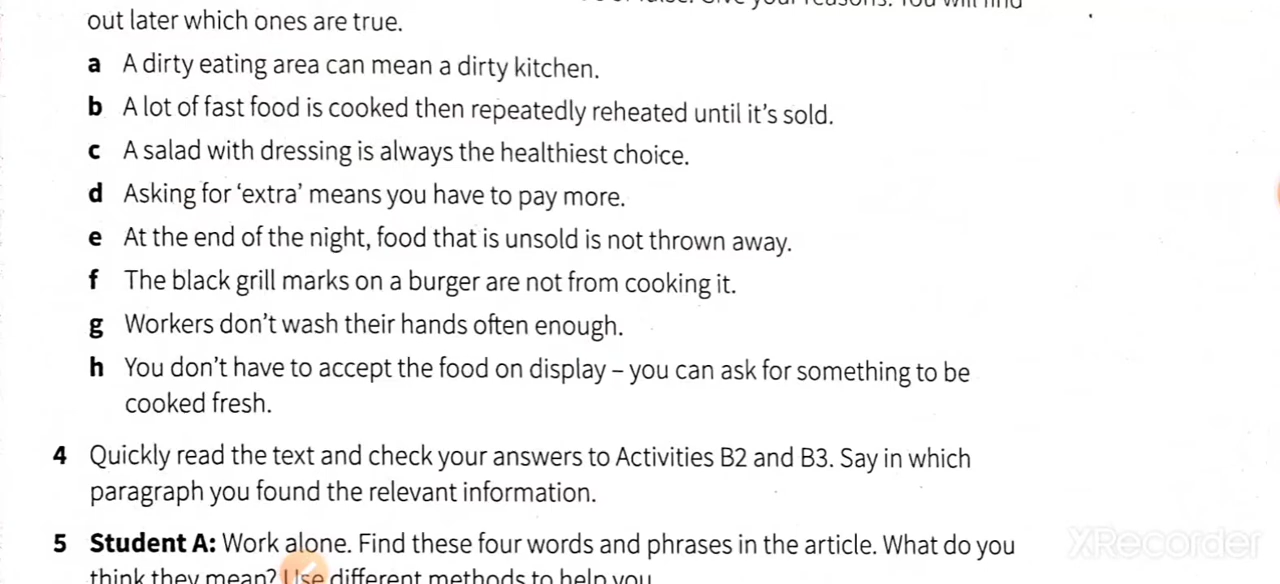 out later which ones are true.
a A dirty eating area can mean a dirty kitchen.
b A lot of fast food is cooked then repeatedly reheated until it's sold.
c A salad with dressing is always the healthiest choice.
d Asking for 'extra' means you have to pay more.
e At the end of the night, food that is unsold is not thrown away.
f The black grill marks on a burger are not from cooking it.
g Workers don't wash their hands often enough.
h You don't have to accept the food on display – you can ask for something to be
cooked fresh.
4 Quickly read the text and check your answers to Activities B2 and B3. Say in which
paragraph you found the relevant information.
5 Student A: Work alone. Find these four words and phrases in the article. What do you
think they mean? Use different methods to help you.
XRecorder